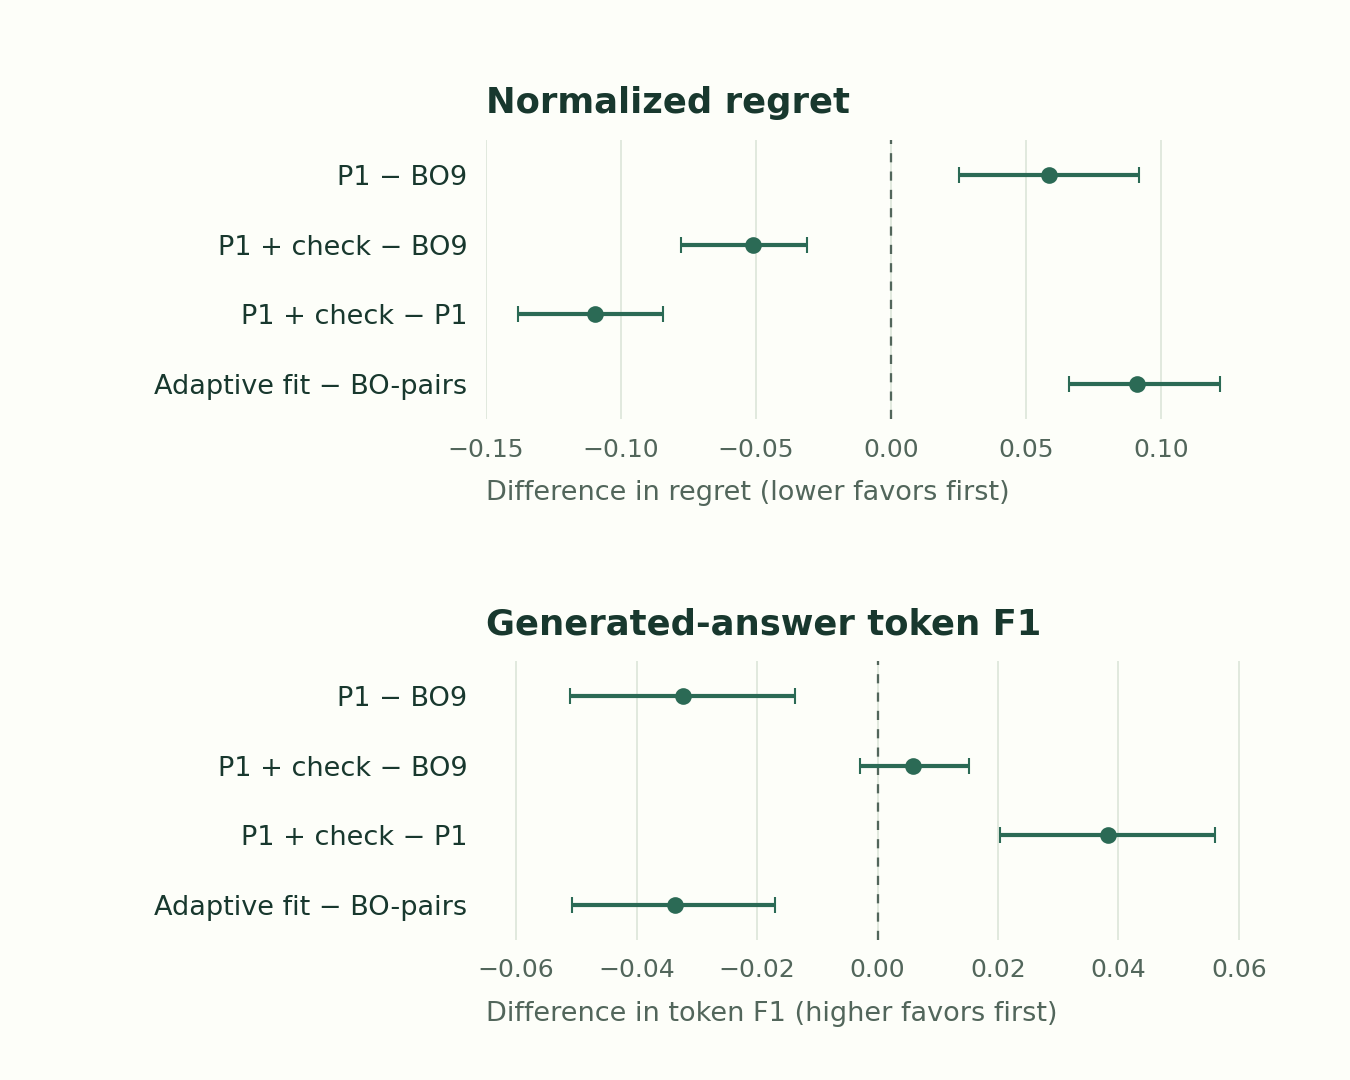 Normalized regret
P1 − BO9
P1 + check − BO9
P1 + check − P1
Adaptive fit − BO-pairs
−0.15 −0.10 −0.05 0.00 0.05 0.10
Difference in regret (lower favors first)
Generated-answer token F1
P1 − BO9
P1 + check − BO9
P1 + check − P1
Adaptive fit − BO-pairs
−0.06 −0.04 −0.02 0.00 0.02 0.04 0.06
Difference in token F1 (higher favors first)